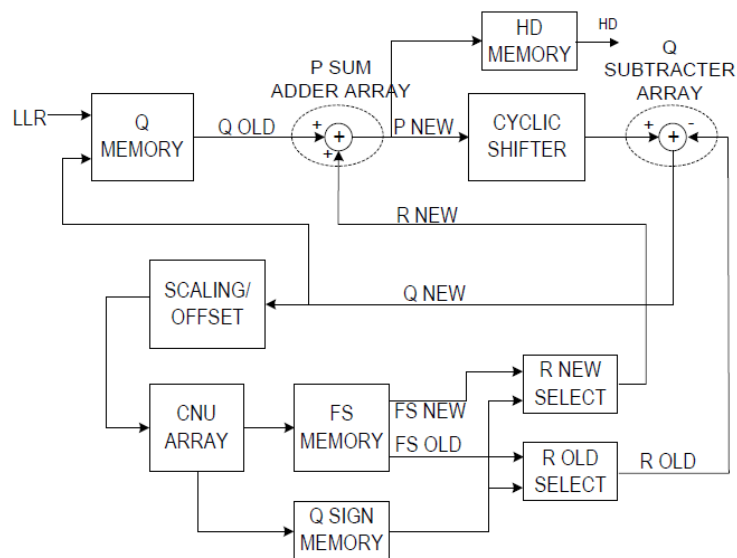 HD
MEMORY
HD
P SUM
ADDER ARRAY
Q
SUBTRACTER
ARRAY
LLR
Q
MEMORY
Q OLD
+
+
+
P NEW
CYCLIC
SHIFTER
+
+
-
R NEW
SCALING/
OFFSET
Q NEW
CNU
ARRAY
FS
MEMORY
FS NEW
FS OLD
R NEW
SELECT
R OLD
SELECT
R OLD
Q SIGN
MEMORY